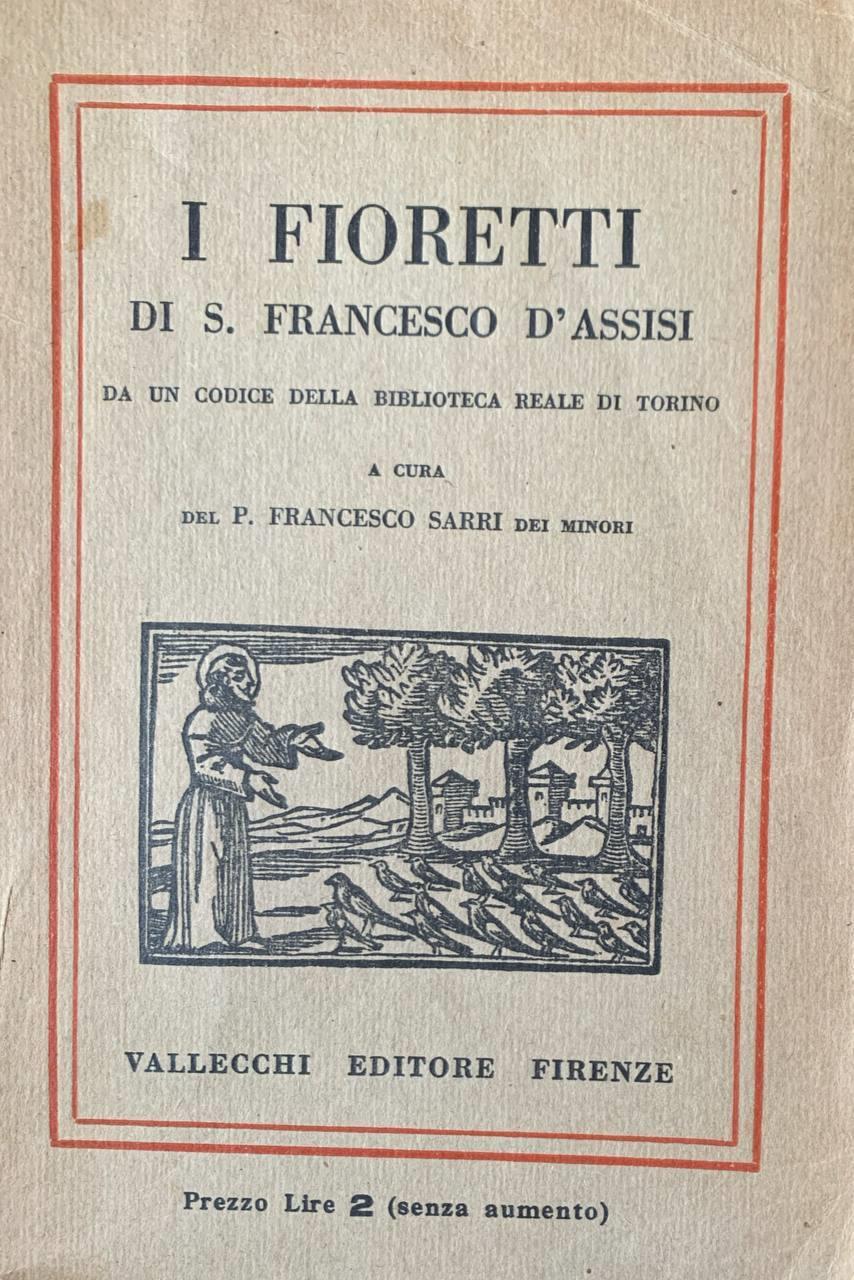 I FIORETTI
DI S. FRANCESCO D'ASSISI
DA UN CODICE DELLA BIBLIOTECA REALE DI TORINO
A CURA
DEL P. FRANCESCO SARRI DEI MINORI
VALLECCHI EDITORE FIRENZE
Prezzo Lire 2 (senza aumento)